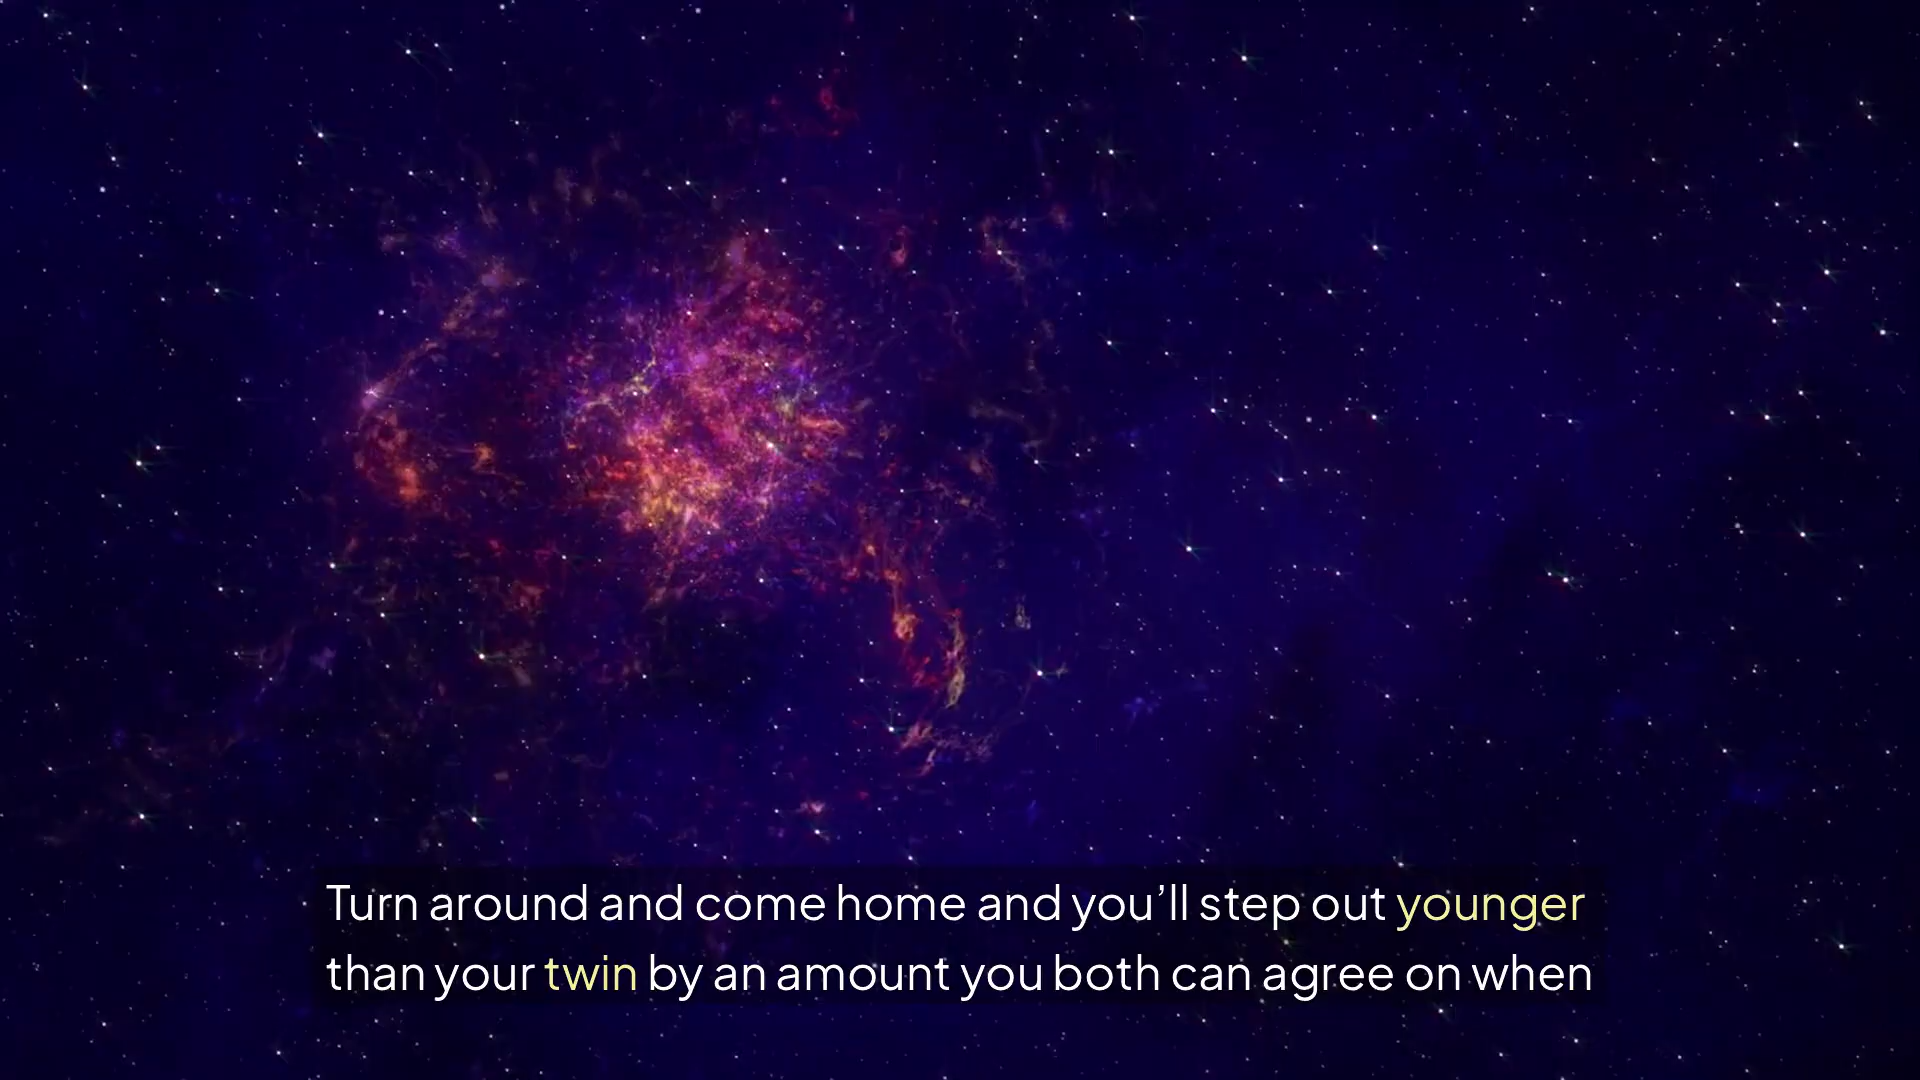 Turn around and come home and you’ll step out younger
than your twin by an amount you both can agree on when